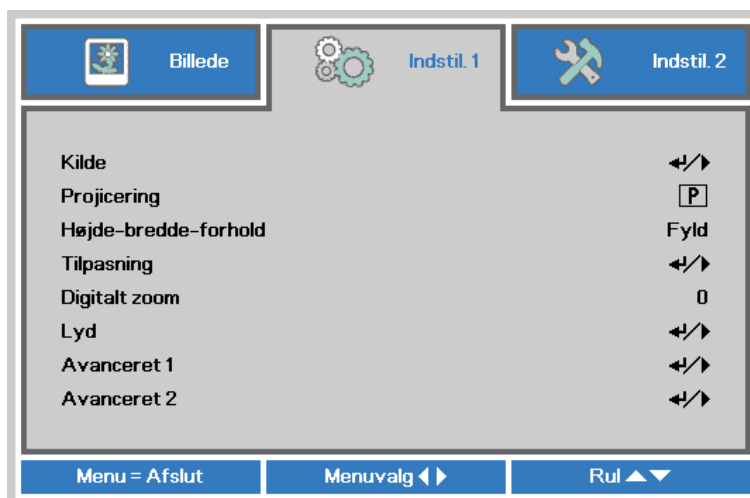 Billede Indstil. 1 Indstil. 2
Kilde ↵/▶
Projicering P
Højde-bredde-forhold Fyld
Tilpasning ↵/▶
Digitalt zoom 0
Lyd ↵/▶
Avanceret 1 ↵/▶
Avanceret 2 ↵/▶
Menu = Afslut Menuvalg ◀▶ Rul ▲▼